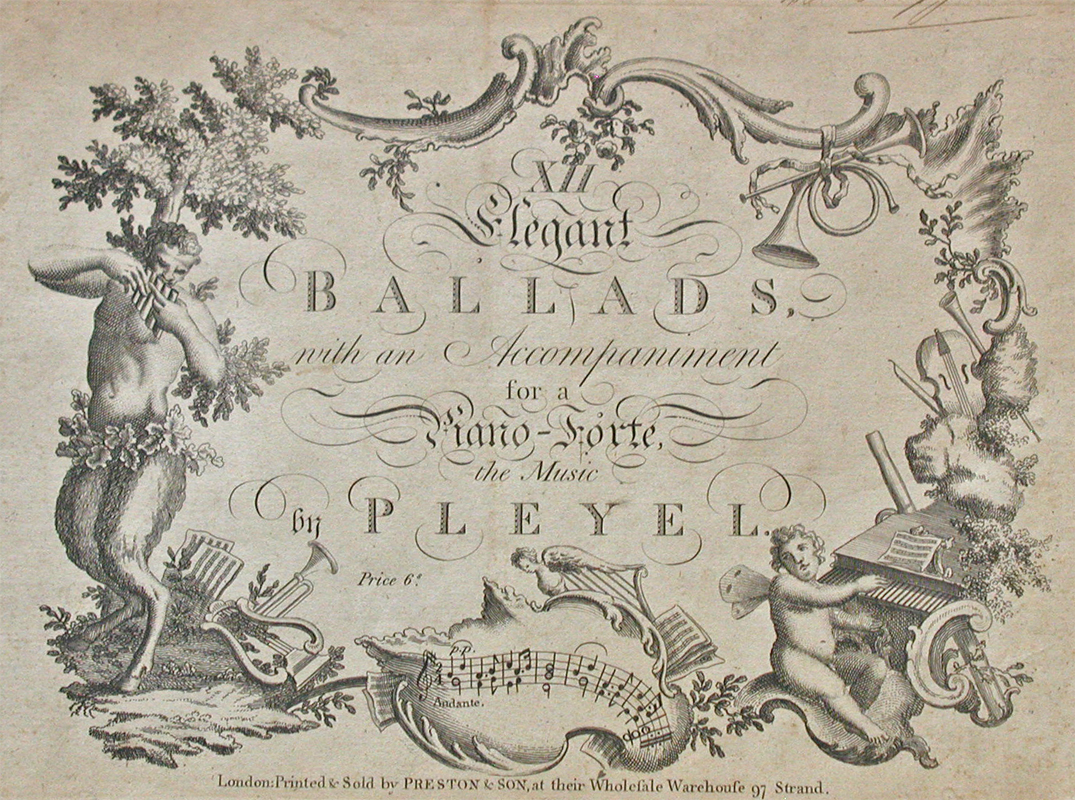 XII
Elegant
BALLADS,
with an Accompaniment
for a
Piano-Forte,
the Music
by PLEYEL.
Price 6s
p.p.
Andante.
London: Printed & Sold by PRESTON & SON, at their Wholeſale Warehouſe 97 Strand.